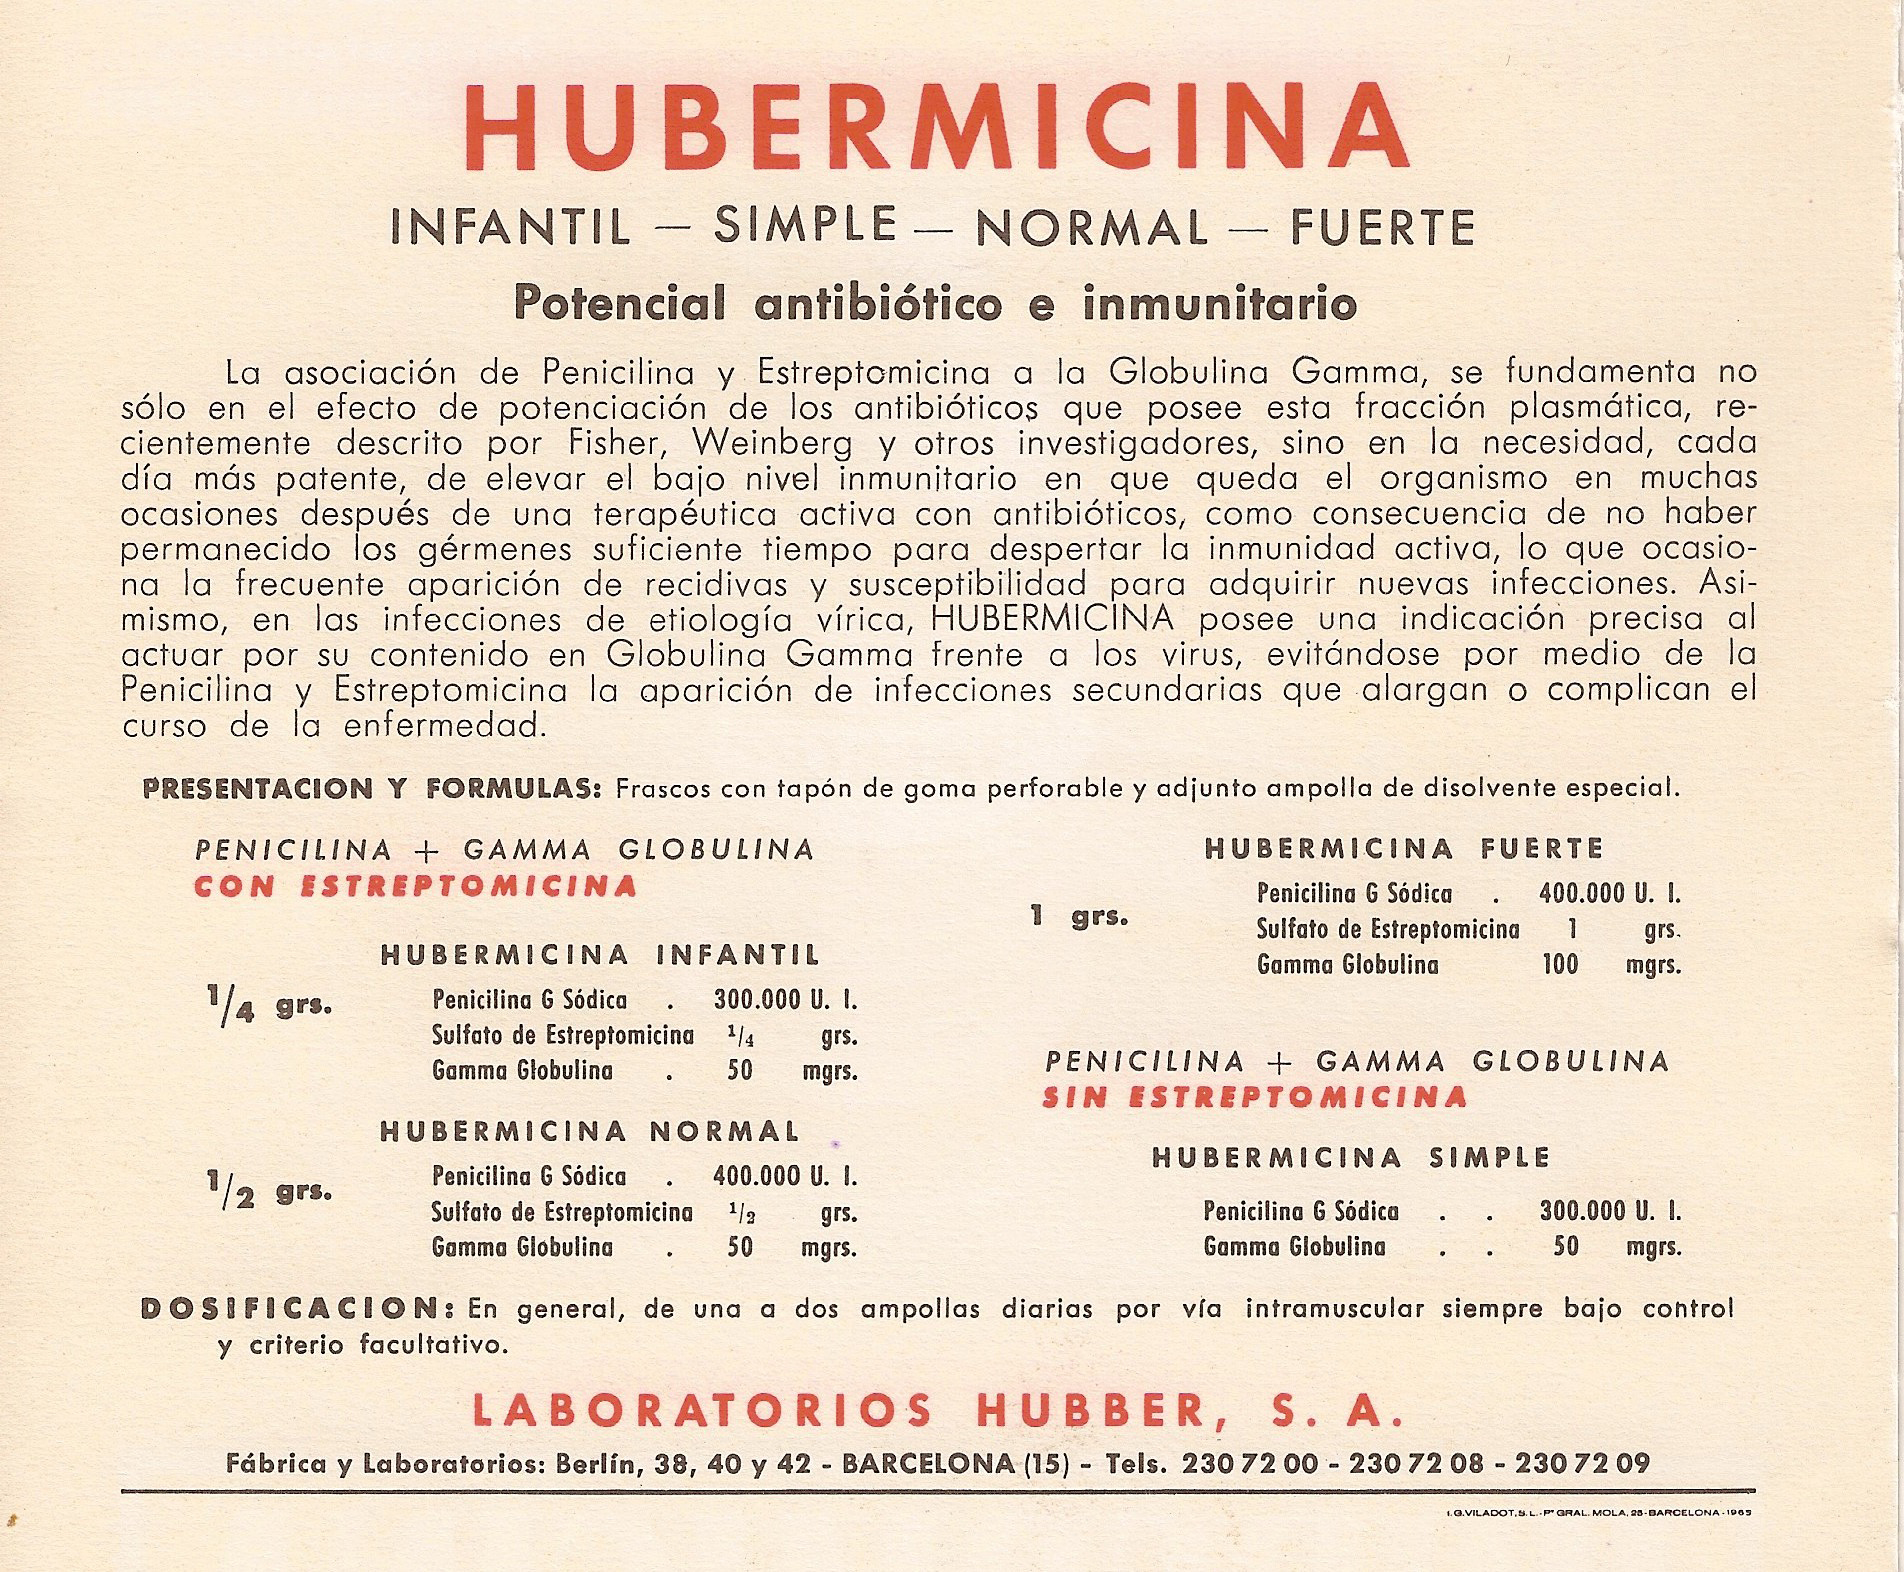 HUBERMICINA
INFANTIL — SIMPLE — NORMAL — FUERTE
Potencial antibiótico e inmunitario
La asociación de Penicilina y Estreptomicina a la Globulina Gamma, se fundamenta no
sólo en el efecto de potenciación de los antibióticos que posee esta fracción plasmática, re-
cientemente descrito por Fisher, Weinberg y otros investigadores, sino en la necesidad, cada
día más patente, de elevar el bajo nivel inmunitario en que queda el organismo en muchas
ocasiones después de una terapéutica activa con antibióticos, como consecuencia de no haber
permanecido los gérmenes suficiente tiempo para despertar la inmunidad activa, lo que ocasio-
na la frecuente aparición de recidivas y susceptibilidad para adquirir nuevas infecciones. Asi-
mismo, en las infecciones de etiología vírica, HUBERMICINA posee una indicación precisa al
actuar por su contenido en Globulina Gamma frente a los virus, evitándose por medio de la
Penicilina y Estreptomicina la aparición de infecciones secundarias que alargan o complican el
curso de la enfermedad.
PRESENTACION Y FORMULAS: Frascos con tapón de goma perforable y adjunto ampolla de disolvente especial.
PENICILINA + GAMMA GLOBULINA
CON ESTREPTOMICINA
HUBERMICINA INFANTIL
1/4 grs.
Penicilina G Sódica . 300.000 U. I.
Sulfato de Estreptomicina 1/4 grs.
Gamma Globulina . 50 mgrs.
HUBERMICINA NORMAL
1/2 grs.
Penicilina G Sódica . 400.000 U. I.
Sulfato de Estreptomicina 1/2 grs.
Gamma Globulina . 50 mgrs.
HUBERMICINA FUERTE
1 grs.
Penicilina G Sódica . 400.000 U. I.
Sulfato de Estreptomicina 1 grs.
Gamma Globulina 100 mgrs.
PENICILINA + GAMMA GLOBULINA
SIN ESTREPTOMICINA
HUBERMICINA SIMPLE
Penicilina G Sódica . . 300.000 U. I.
Gamma Globulina . . 50 mgrs.
DOSIFICACION: En general, de una a dos ampollas diarias por vía intramuscular siempre bajo control
y criterio facultativo.
LABORATORIOS HUBBER, S. A.
Fábrica y Laboratorios: Berlín, 38, 40 y 42 - BARCELONA (15) - Tels. 230 72 00 - 230 72 08 - 230 72 09
I. G. VILADOT, S. L. - Pº GRAL. MOLA, 25 - BARCELONA - 1965